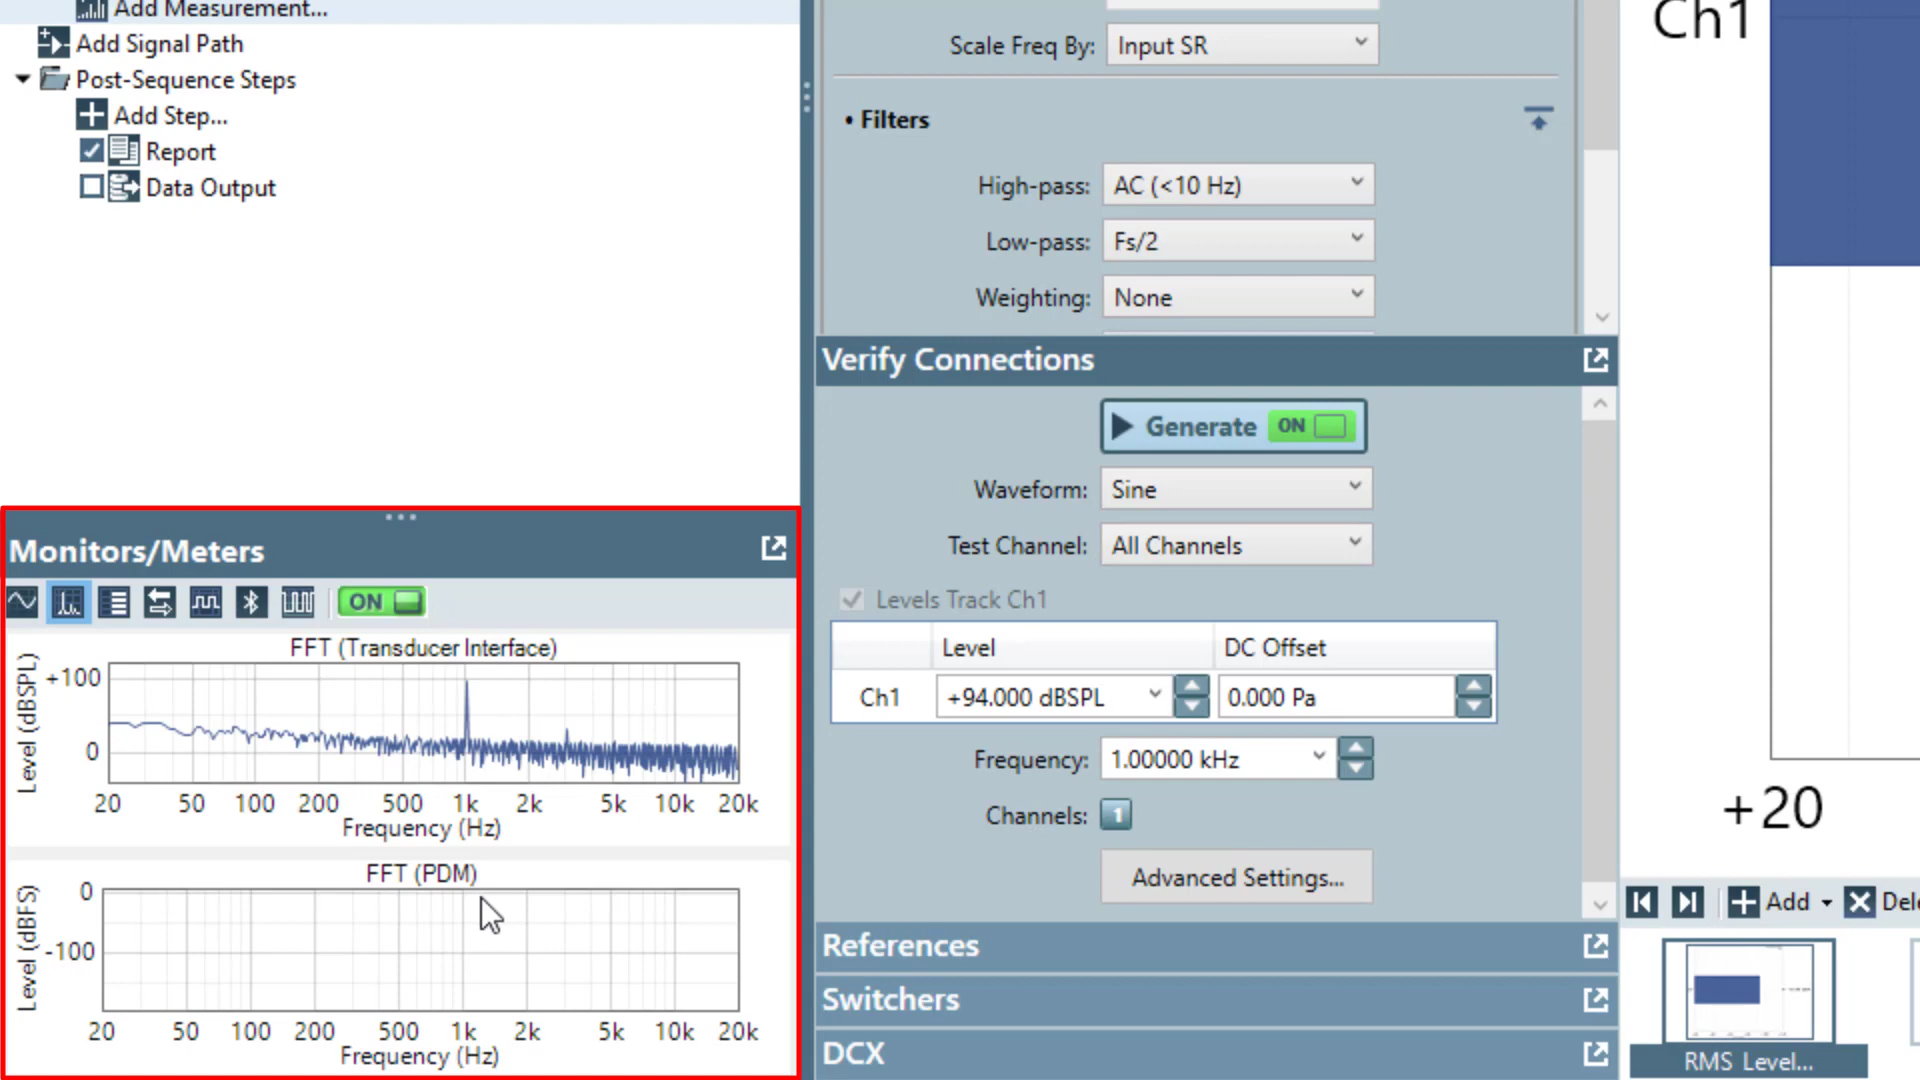 Add Measurement...
Add Signal Path
Post-Sequence Steps
Add Step...
Report
Data Output
Monitors/Meters
ON
FFT (Transducer Interface)
Level (dBSPL)
+100
0
20 50 100 200 500 1k 2k 5k 10k 20k
Frequency (Hz)
FFT (PDM)
Level (dBFS)
0
-100
20 50 100 200 500 1k 2k 5k 10k 20k
Frequency (Hz)
Scale Freq By: Input SR
• Filters
High-pass: AC (<10 Hz)
Low-pass: Fs/2
Weighting: None
Verify Connections
Generate ON
Waveform: Sine
Test Channel: All Channels
Levels Track Ch1
Level DC Offset
Ch1 +94.000 dBSPL 0.000 Pa
Frequency: 1.00000 kHz
Channels: 1
Advanced Settings...
References
Switchers
DCX
Ch1
+20
Add Dele
RMS Level...